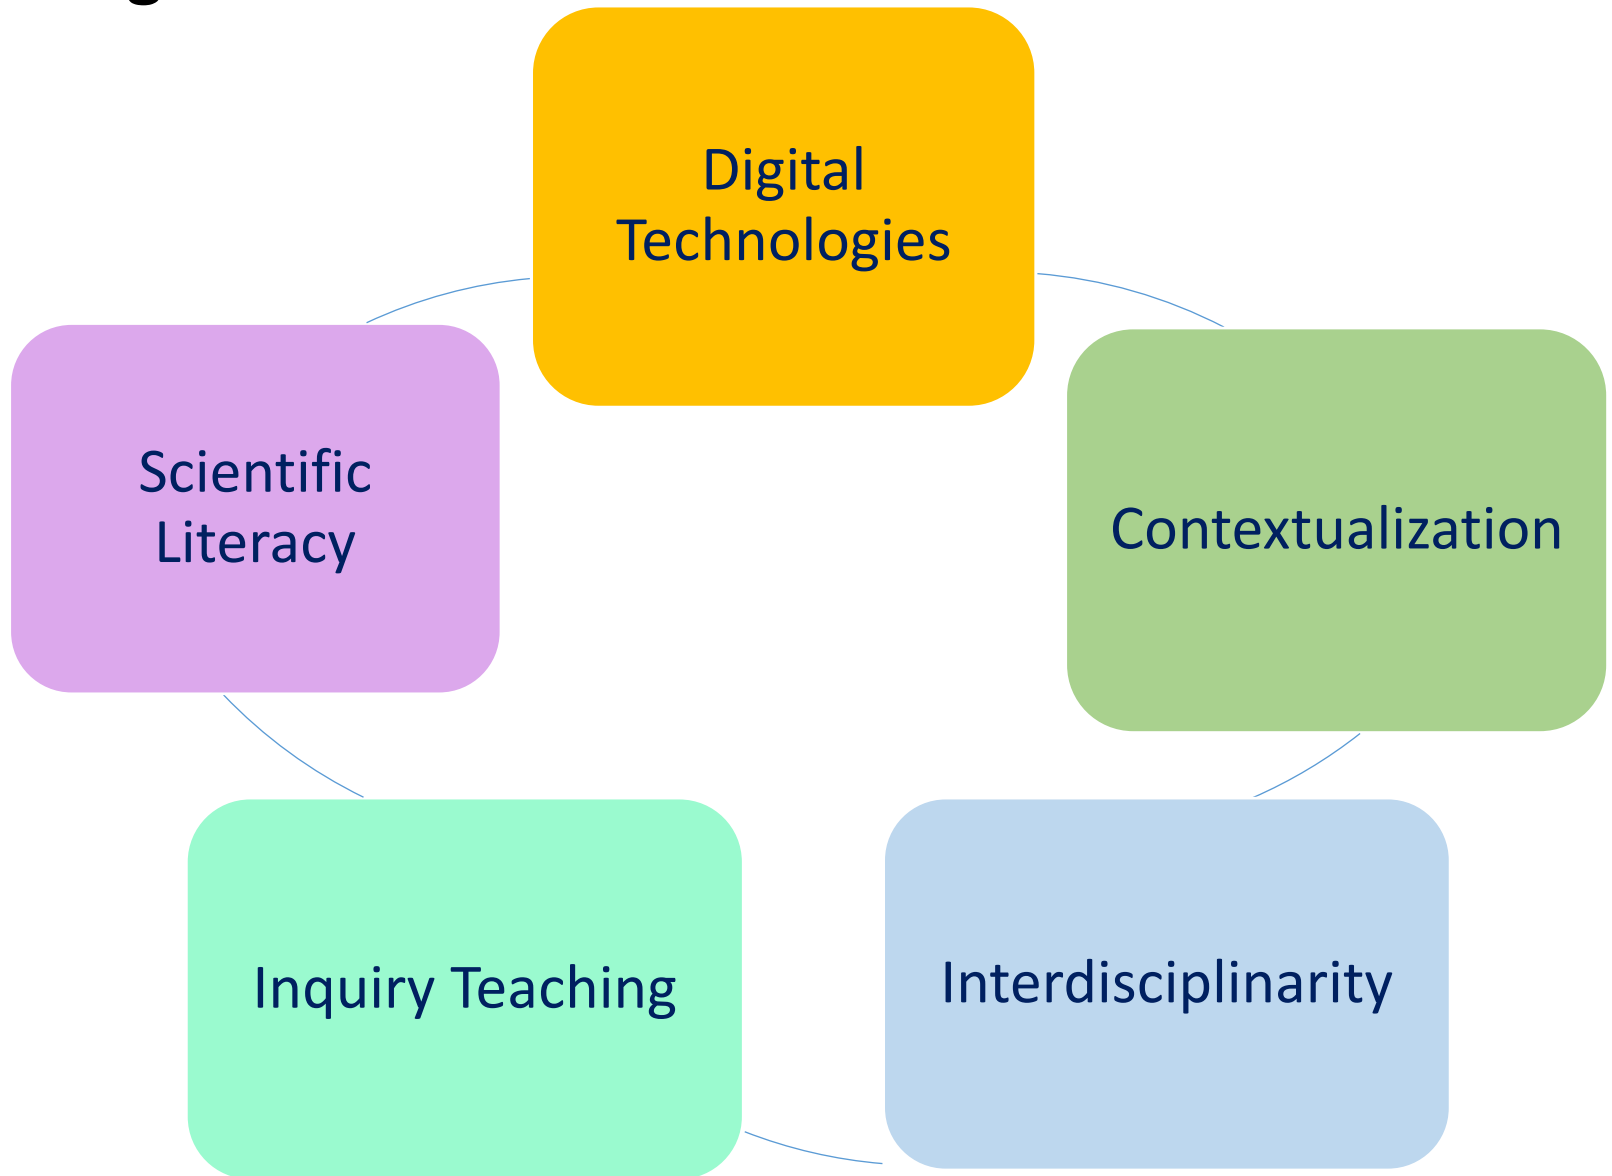 Digital
Technologies
Scientific
Literacy
Contextualization
Inquiry Teaching
Interdisciplinarity